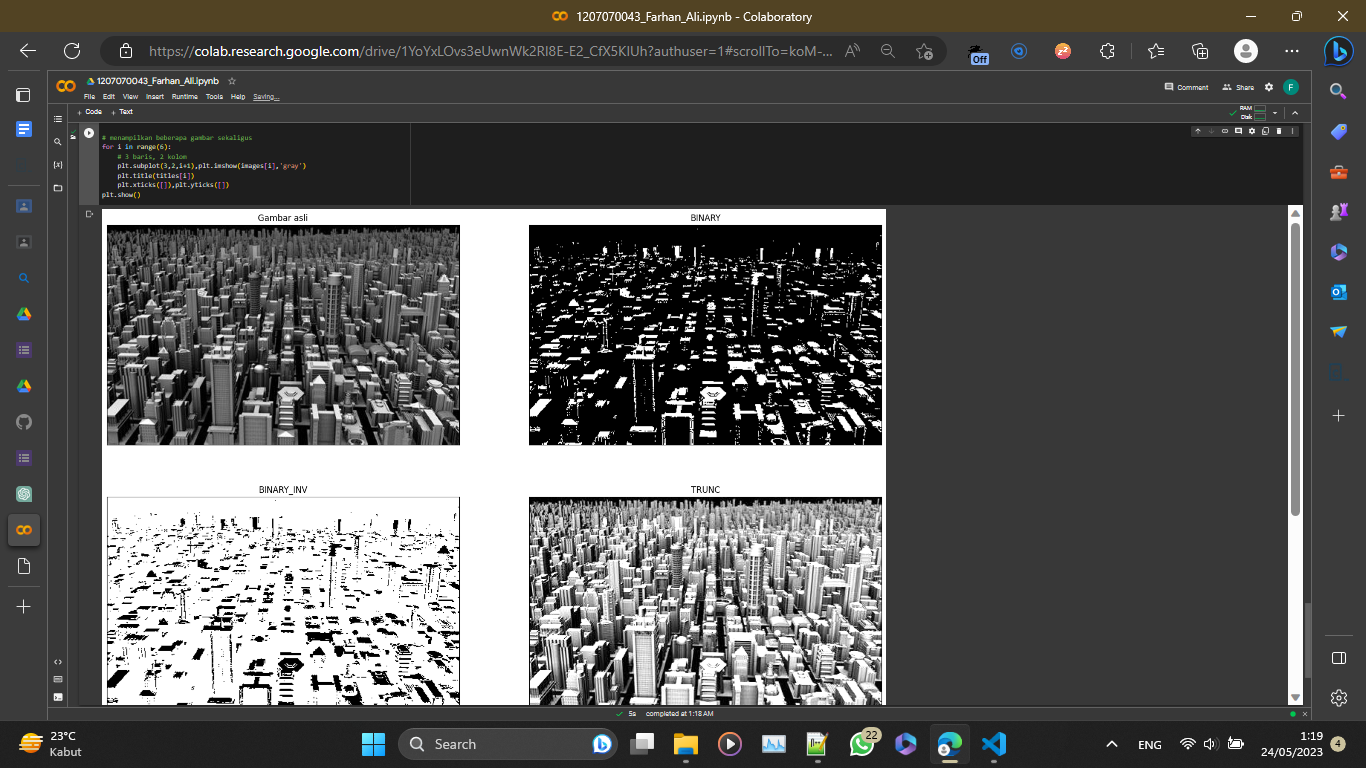 1207070043_Farhan_Ali.ipynb - Colaboratory
https://colab.research.google.com/drive/1YoYxLOvs3eUwnWk2Rl8E-E2_CfX5KIUh?authuser=1#scrollTo=koM-...
Off
1207070043_Farhan_Ali.ipynb
File Edit View Insert Runtime Tools Help Saving...
Comment Share F
+ Code + Text
RAM
Disk
# menampilkan beberapa gambar sekaligus
for i in range(6):
# 3 baris, 2 kolom
plt.subplot(3,2,i+1),plt.imshow(images[i],'gray')
plt.title(titles[i])
plt.xticks([]),plt.yticks([])
plt.show()
Gambar asli
BINARY
BINARY_INV
TRUNC
5s completed at 1:18 AM
23°C
Kabut
Search
22
ENG
1:19
24/05/2023
4